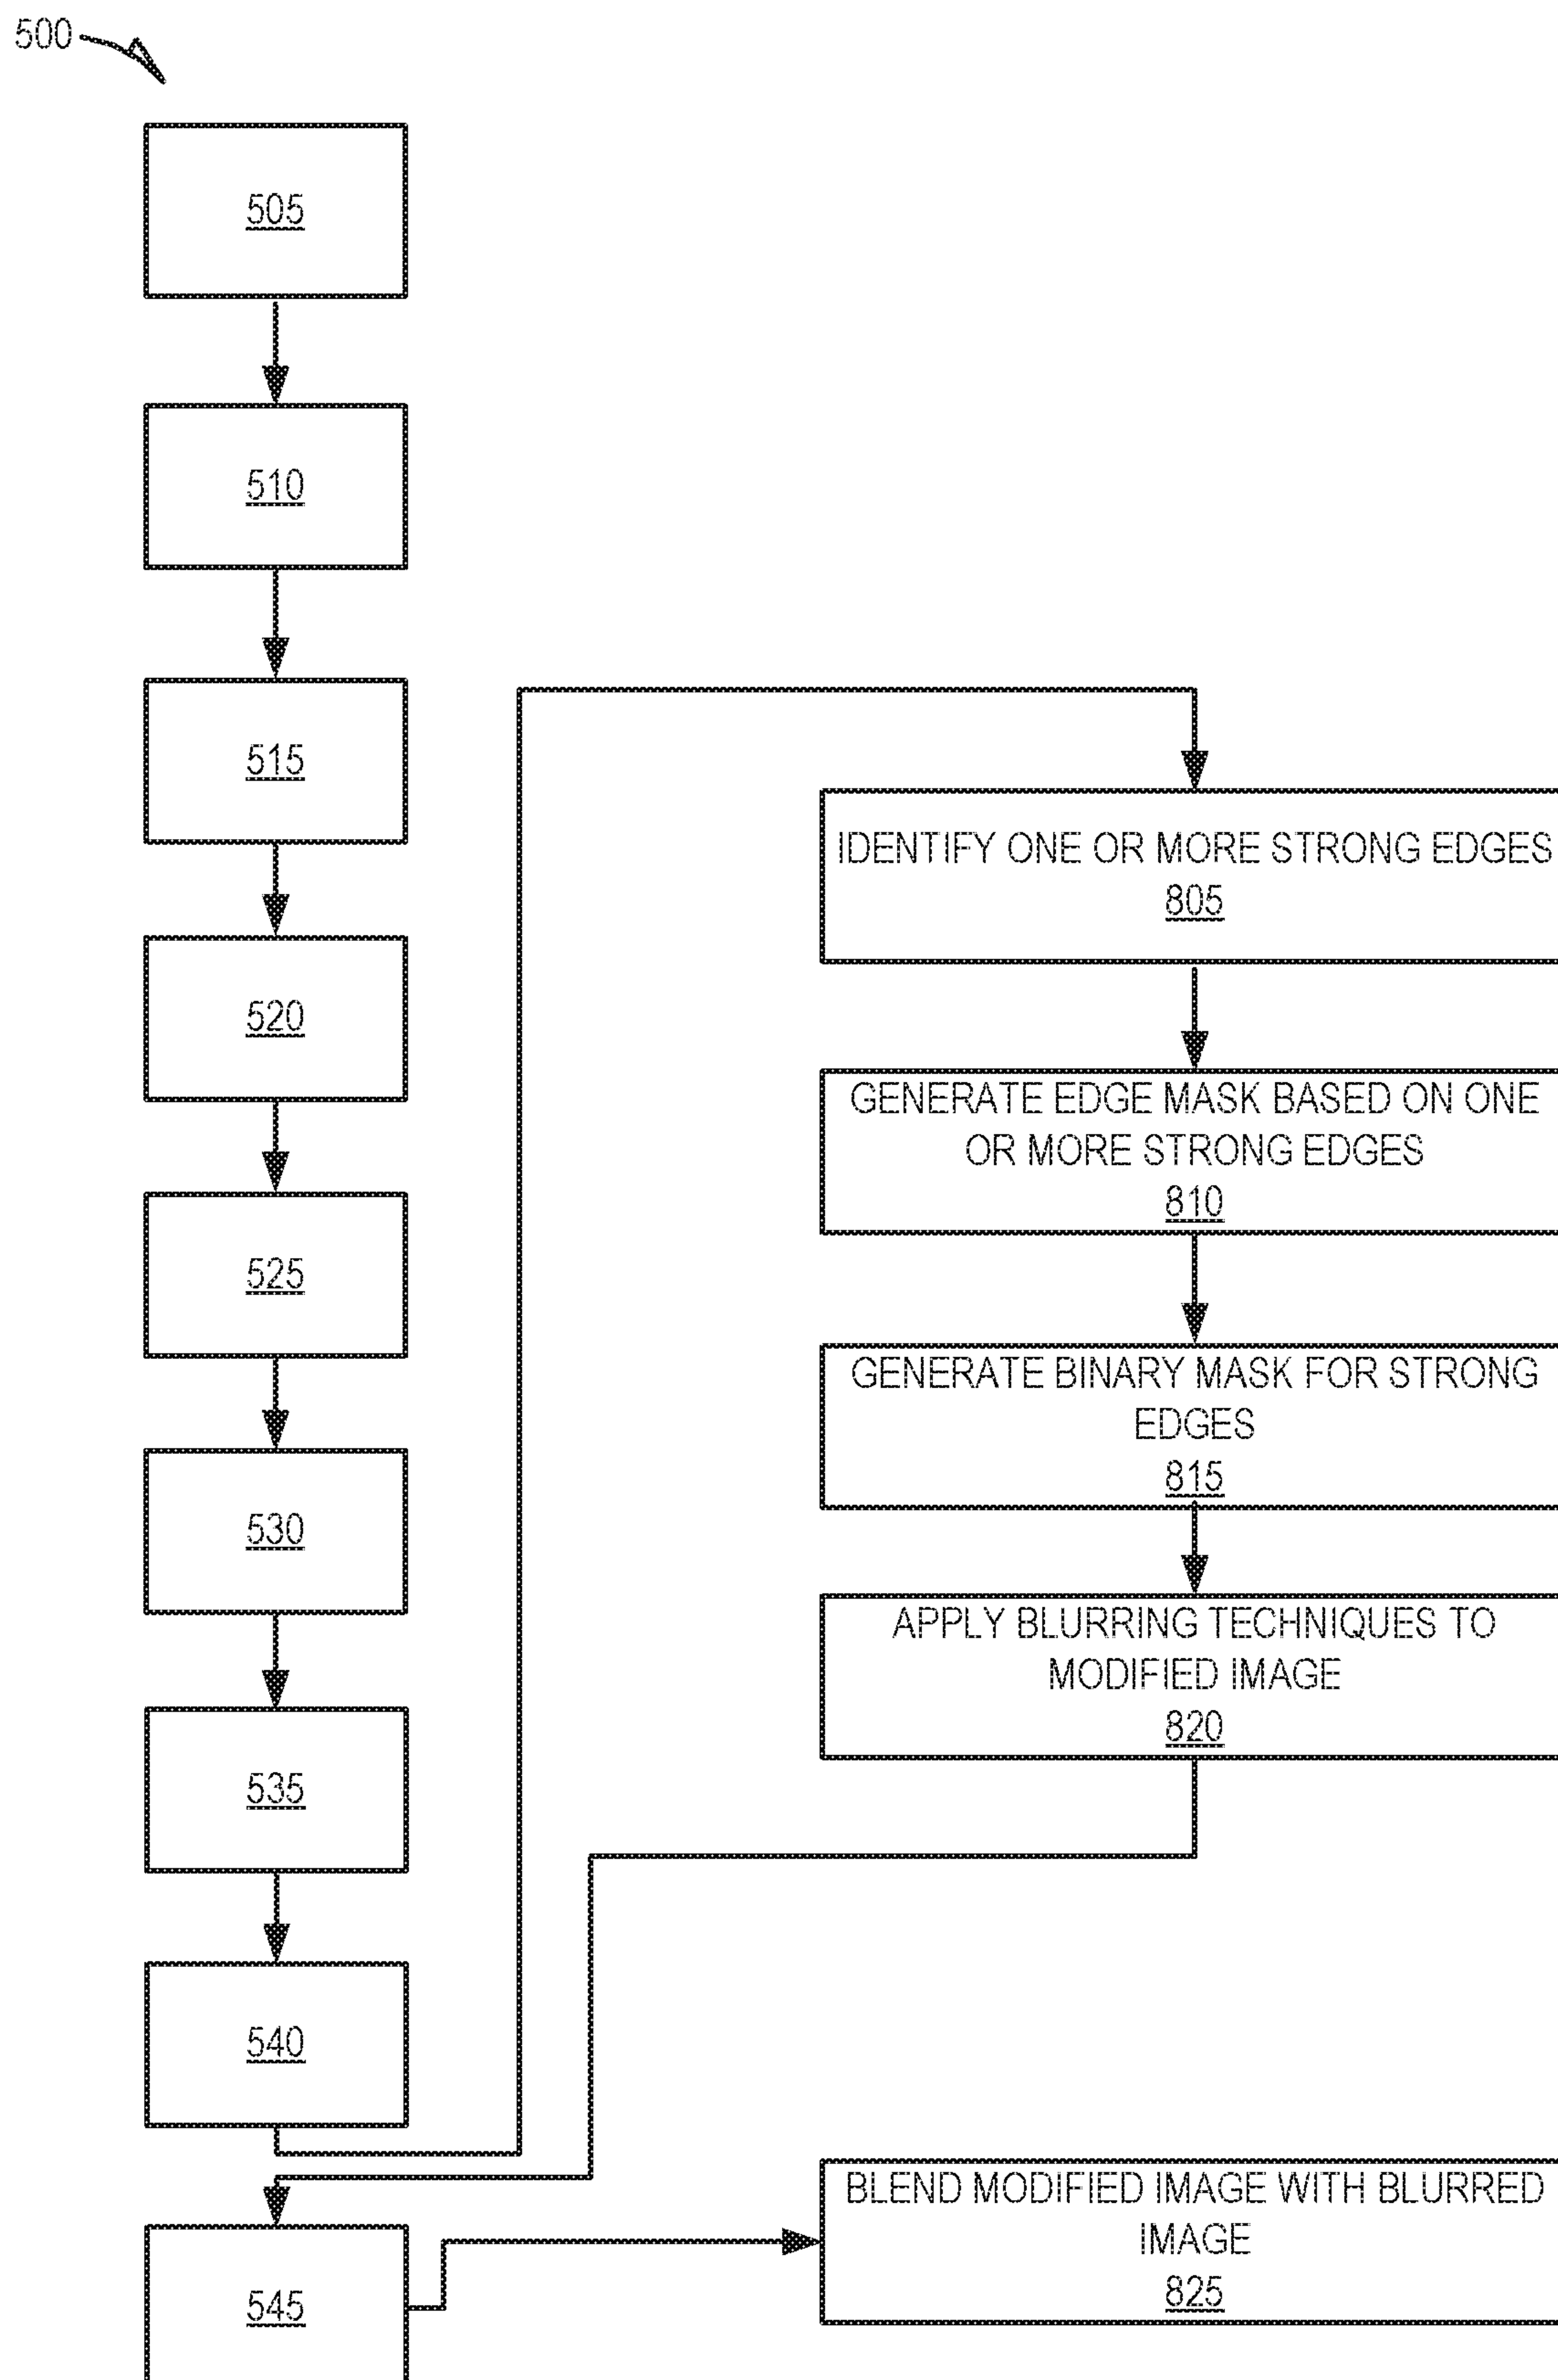 500
505
510
515
520
525
530
535
540
545
IDENTIFY ONE OR MORE STRONG EDGES
805
GENERATE EDGE MASK BASED ON ONE
OR MORE STRONG EDGES
810
GENERATE BINARY MASK FOR STRONG
EDGES
815
APPLY BLURRING TECHNIQUES TO
MODIFIED IMAGE
820
BLEND MODIFIED IMAGE WITH BLURRED
IMAGE
825